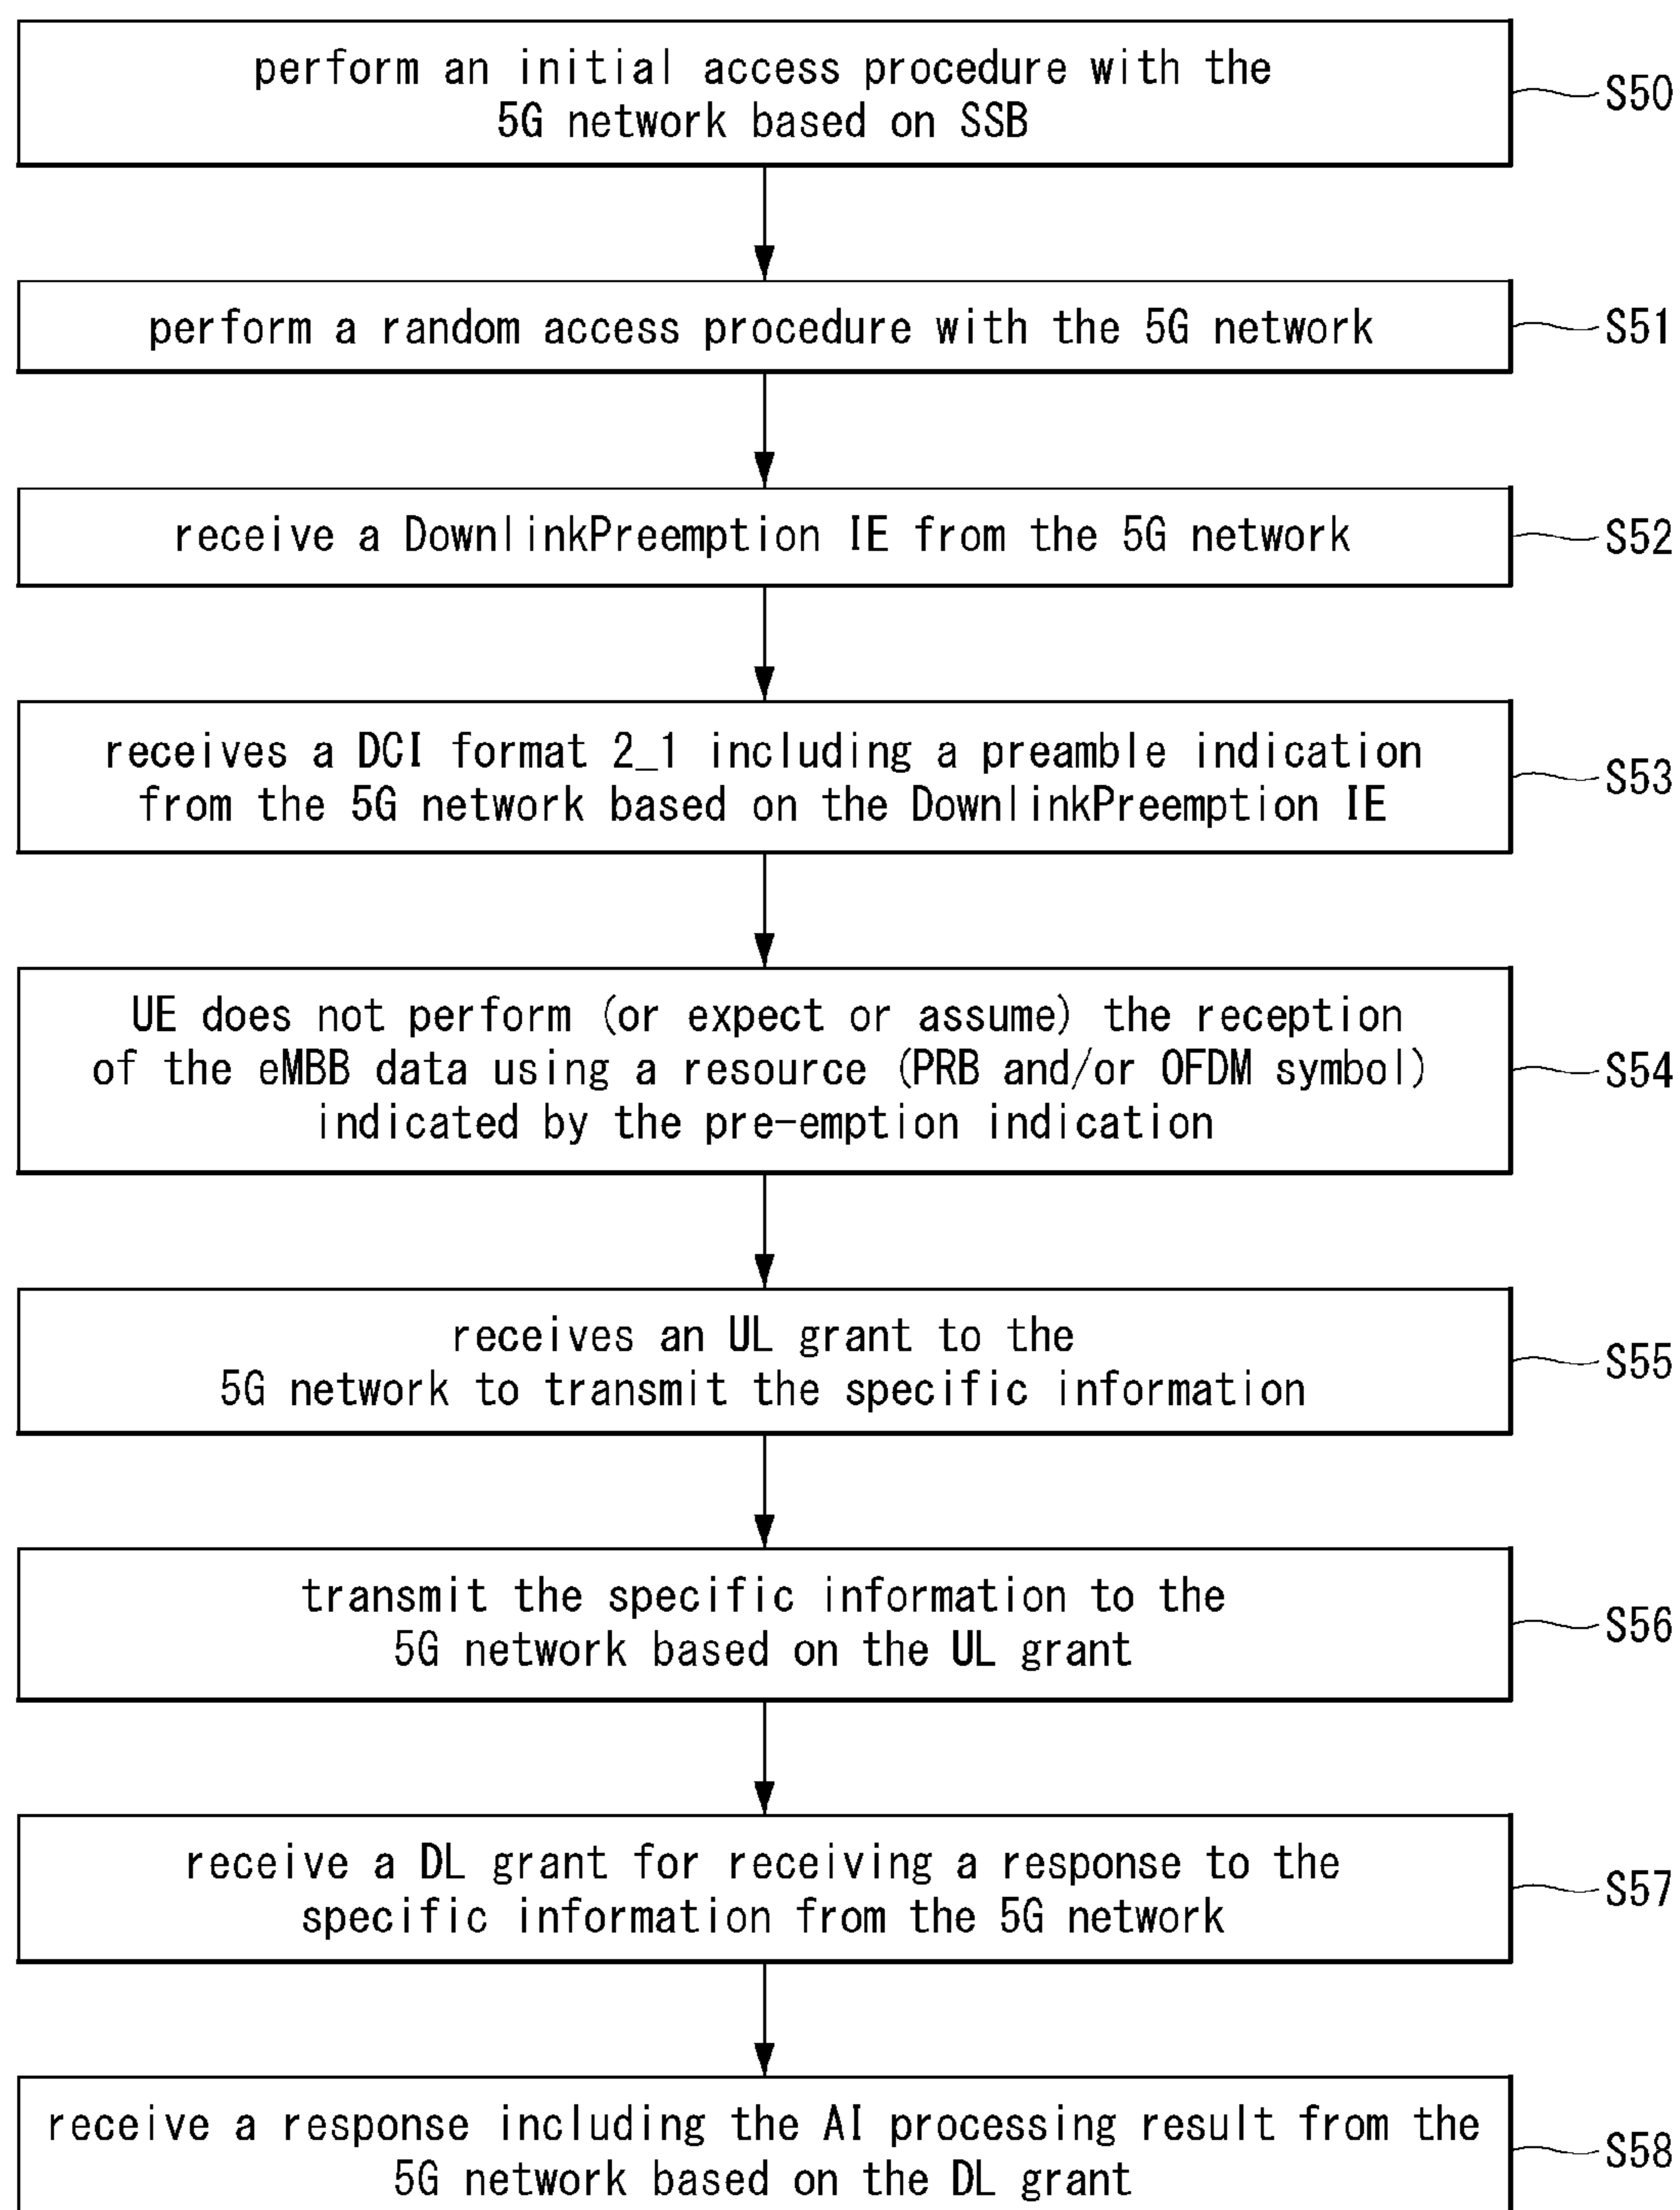 perform an initial access procedure with the
5G network based on SSB
S50
perform a random access procedure with the 5G network
S51
receive a DownlinkPreemption IE from the 5G network
S52
receives a DCI format 2_1 including a preamble indication
from the 5G network based on the DownlinkPreemption IE
S53
UE does not perform (or expect or assume) the reception
of the eMBB data using a resource (PRB and/or OFDM symbol)
indicated by the pre-emption indication
S54
receives an UL grant to the
5G network to transmit the specific information
S55
transmit the specific information to the
5G network based on the UL grant
S56
receive a DL grant for receiving a response to the
specific information from the 5G network
S57
receive a response including the AI processing result from the
5G network based on the DL grant
S58